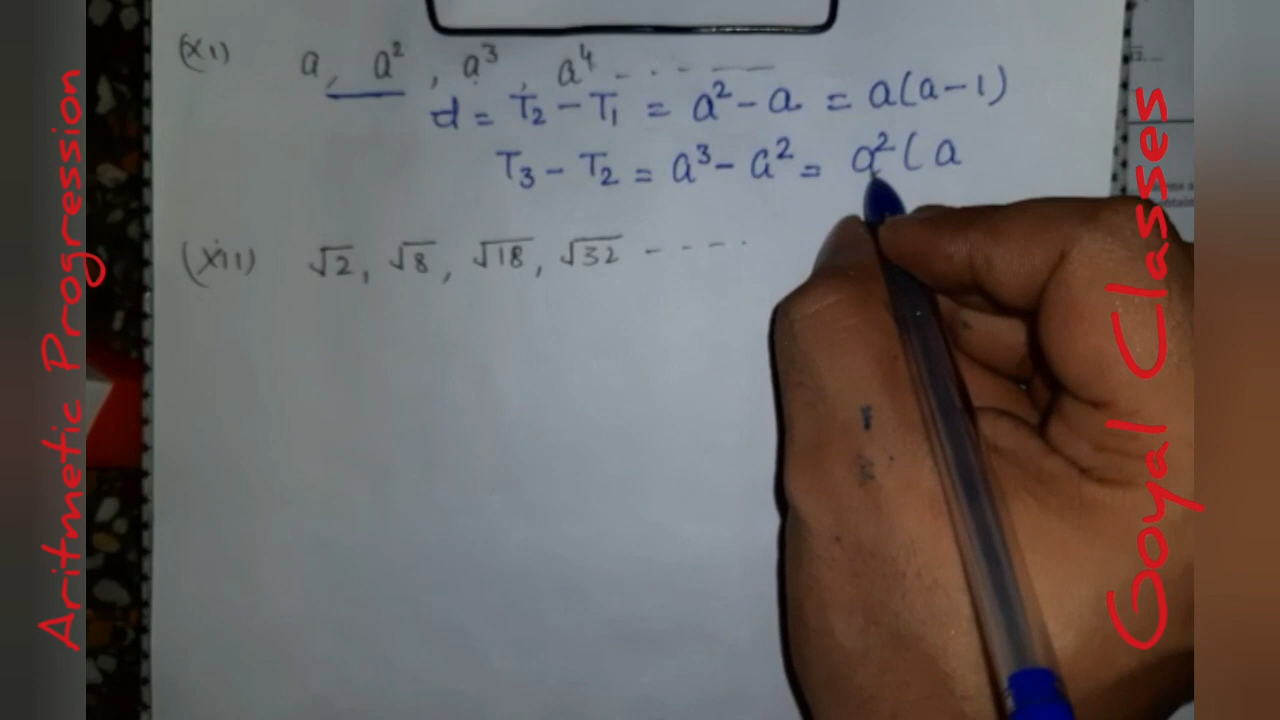 Aritmetic Progression
(XI) a, a², a³, a⁴ - - - -
d = T₂ - T₁ = a² - a = a(a-1)
T₃ - T₂ = a³ - a² = a² ( a
(XII) √2, √8, √18, √32 - - - - .
Goyal Classes